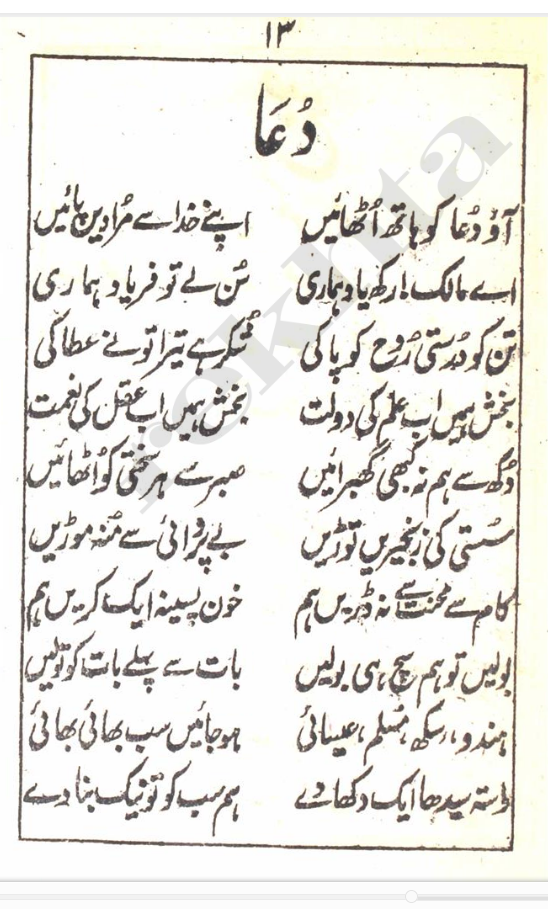 ۱۳
دُعَا
آؤ دُعا کو ہاتھ اُٹھائیں اپنے خدا سے مُرادیں پائیں
اے مالک! رکھ یاد ہماری سُن لے تو فریاد ہماری
تن کو دُرستی رُوح کو پاکی شکر ہے تیرا تو نے عطا کی
بخش ہمیں اب علم کی دولت بخش ہمیں اب عقل کی نعمت
دُکھ سے ہم نہ کبھی گھبرائیں صبر سے ہر سختی کو اُٹھائیں
سُستی کی زنجیریں توڑیں بے پروائی سے مُنہ موڑیں
کام سے محنت سے نہ ڈریں ہم خون پسینہ ایک کریں ہم
بولیں تو ہم سچ ہی بولیں بات سے پہلے بات کو تولیں
ہندو، سکھ، مُسلم، عیسائی ہو جائیں سب بھائی بھائی
راستہ سیدھا ایک دکھا دے ہم سب کو تو نیک بنا دے
rekhta